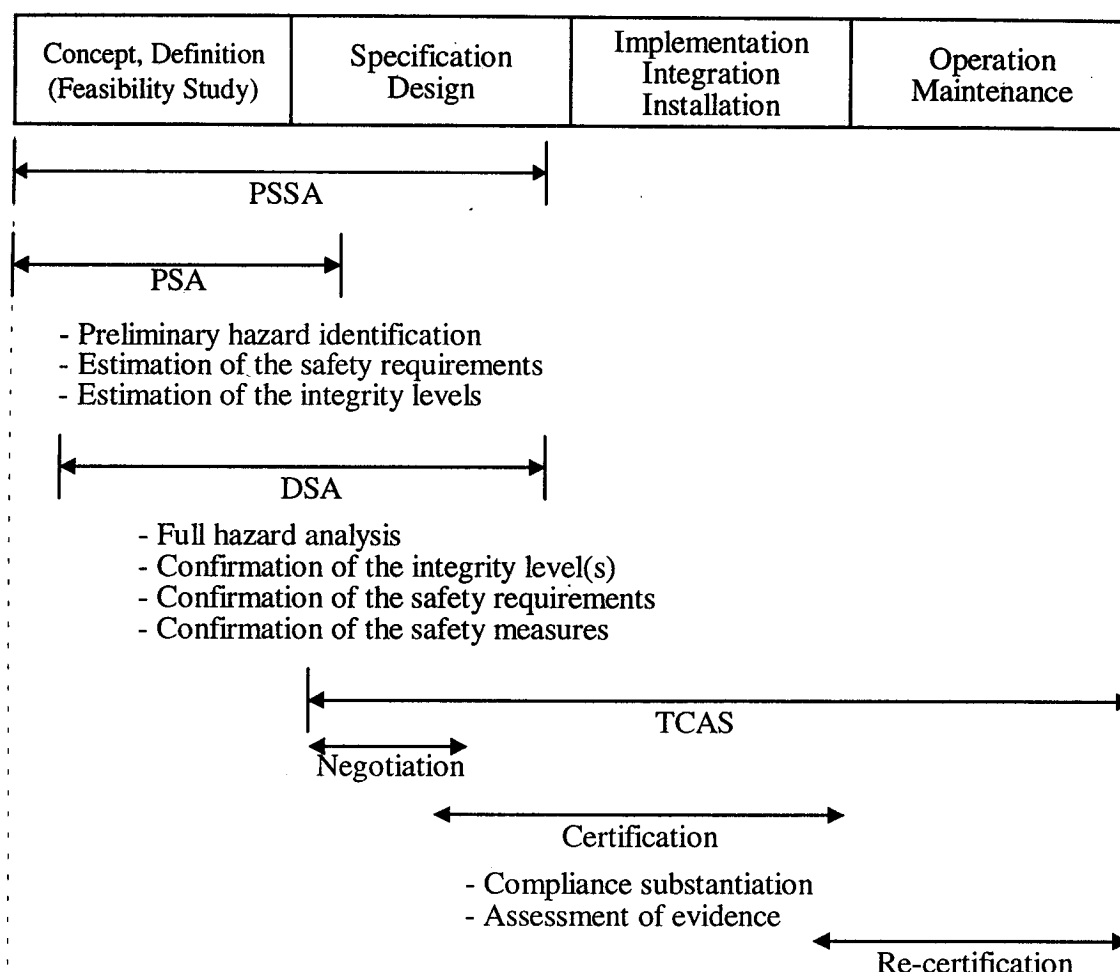 Concept, Definition
(Feasibility Study)
Specification
Design
Implementation
Integration
Installation
Operation
Maintenance
PSSA
PSA
- Preliminary hazard identification
- Estimation of the safety requirements
- Estimation of the integrity levels
DSA
- Full hazard analysis
- Confirmation of the integrity level(s)
- Confirmation of the safety requirements
- Confirmation of the safety measures
TCAS
Negotiation
Certification
- Compliance substantiation
- Assessment of evidence
Re-certification